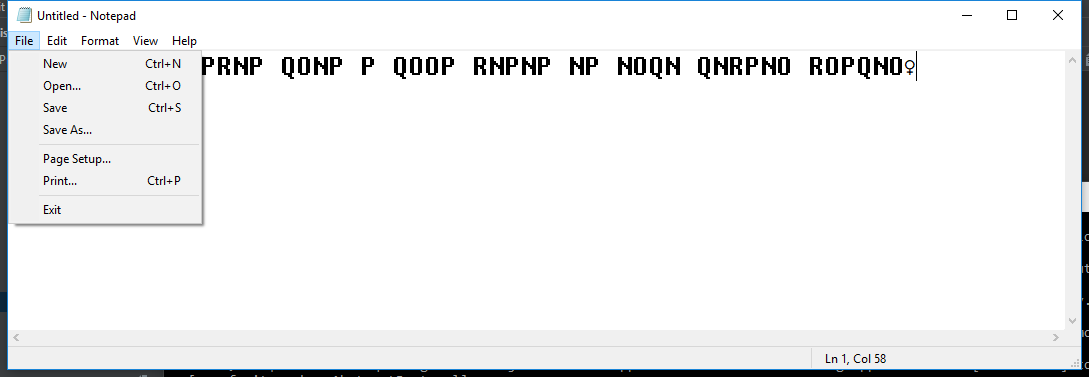 Untitled - Notepad
File Edit Format View Help
New Ctrl+N
Open... Ctrl+O
Save Ctrl+S
Save As...
Page Setup...
Print... Ctrl+P
Exit
PRNP QONP P QOOP RNPNP NP NOQN QNRPNO ROPQNO♀
Ln 1, Col 58